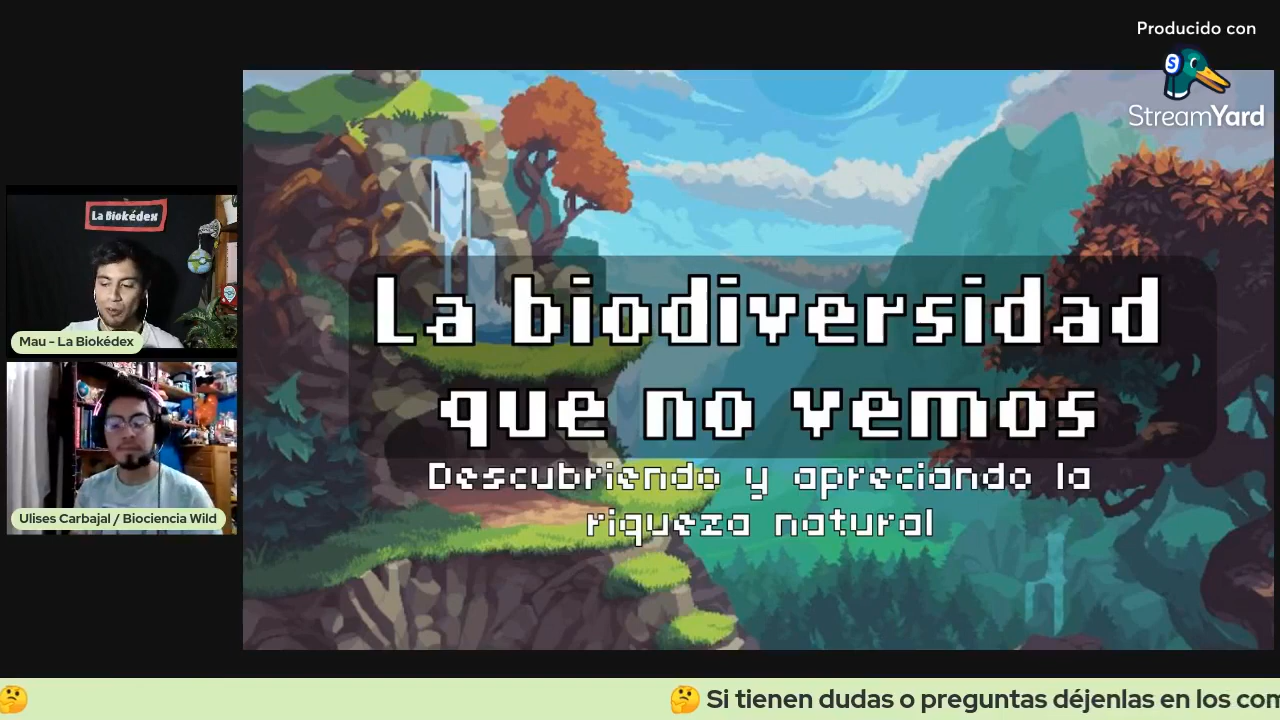 Producido con
StreamYard
La Biokédex
Mau - La Biokédex
Ulises Carbajal / Biociencia Wild
La biodiversidad
que no vemos
Descubriendo y apreciando la
riqueza natural
🤔 🤔 Si tienen dudas o preguntas déjenlas en los com